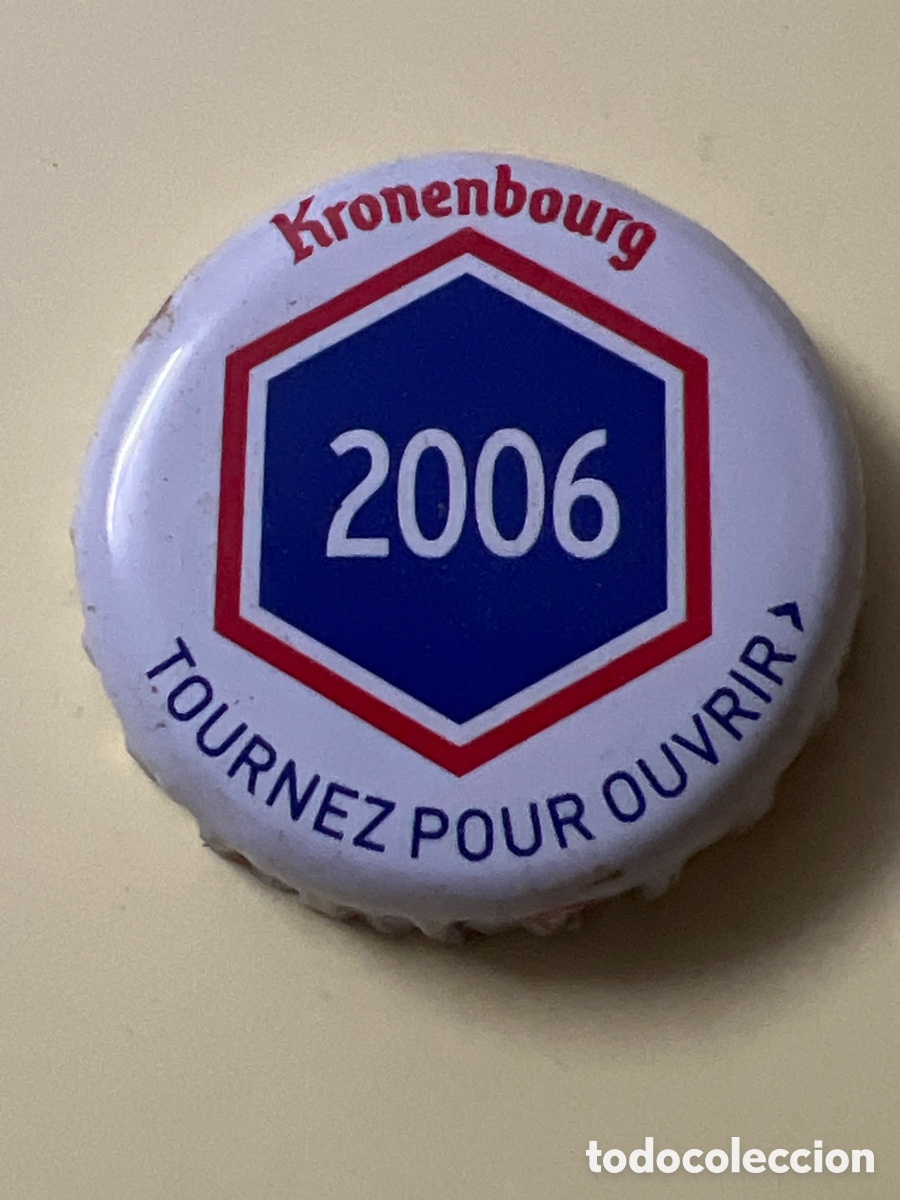 Kronenbourg
2006
TOURNEZ POUR OUVRIR >
todocoleccion